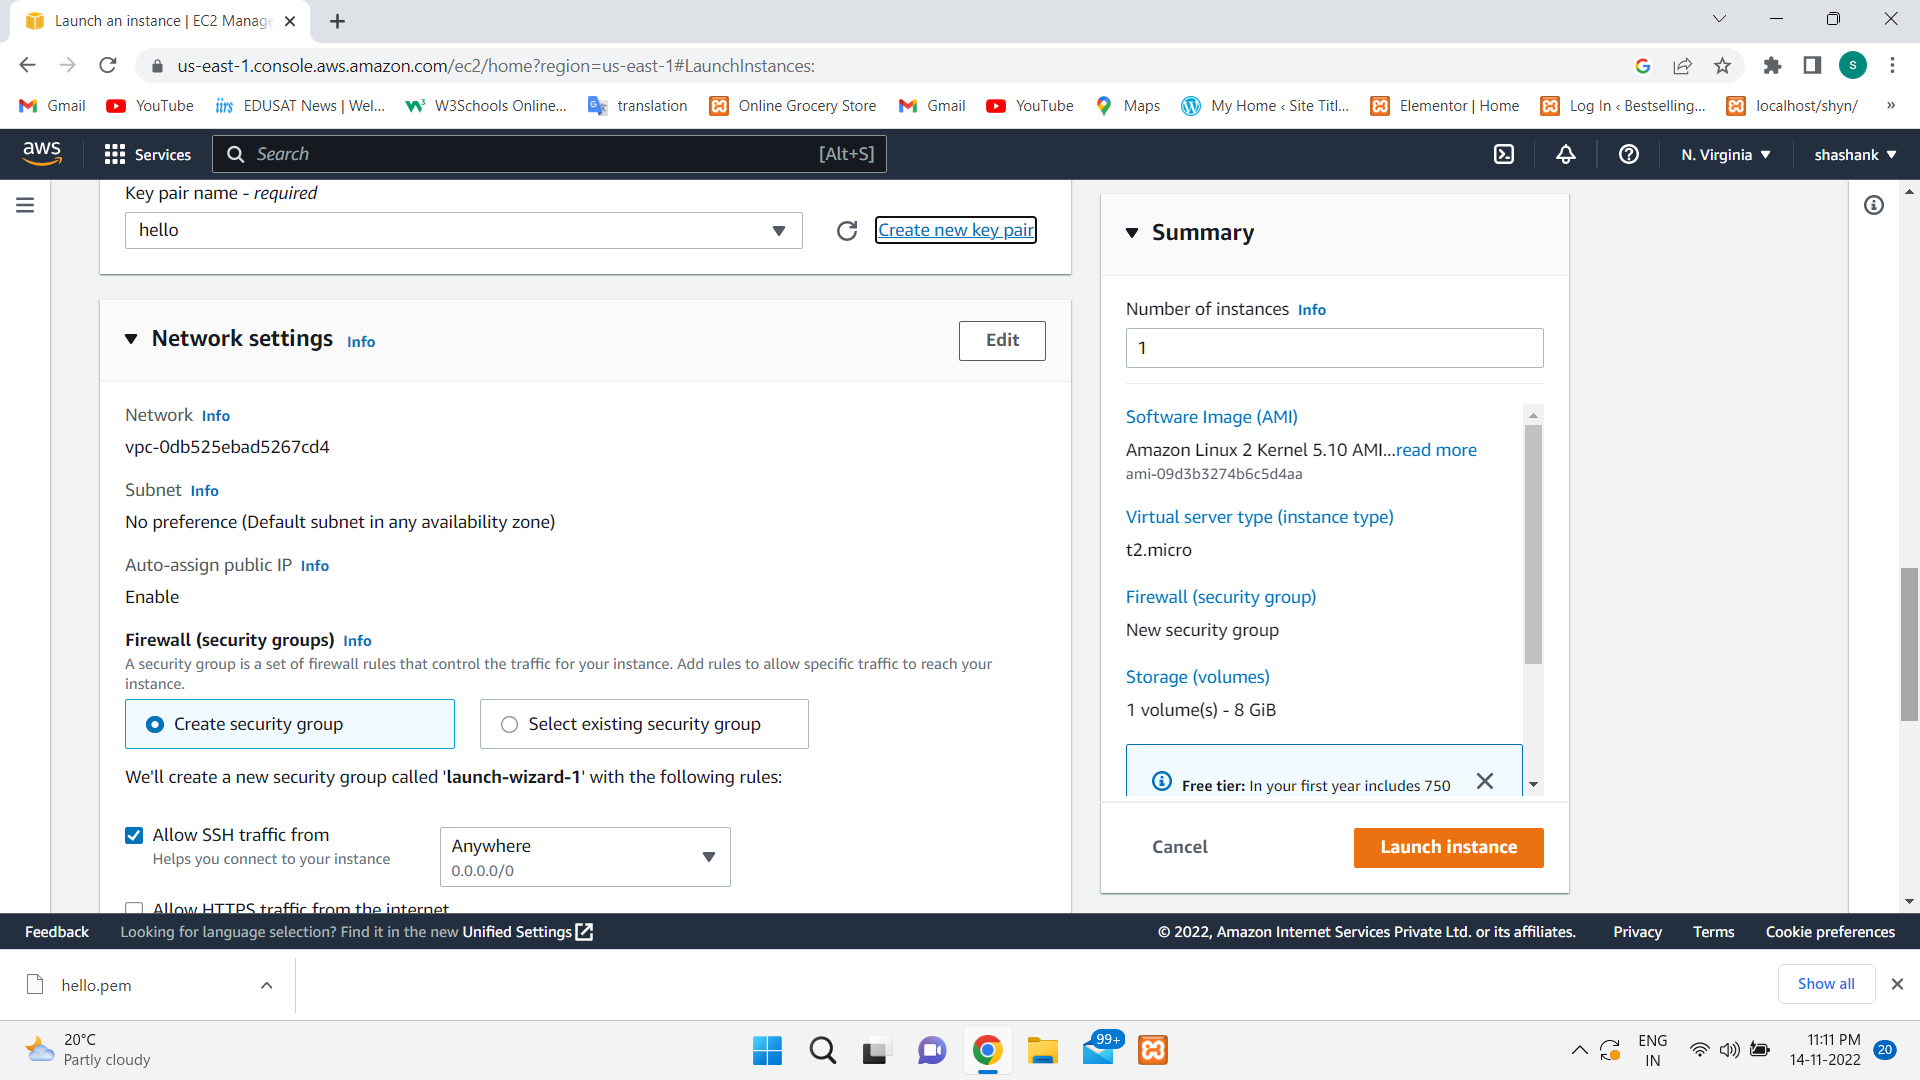 Launch an instance | EC2 Manage
us-east-1.console.aws.amazon.com/ec2/home?region=us-east-1#LaunchInstances:
S
Gmail YouTube EDUSAT News | Wel... W3Schools Online... translation Online Grocery Store Gmail YouTube Maps My Home ‹ Site Titl... Elementor | Home Log In ‹ Bestselling... localhost/shyn/ »
aws Services Search [Alt+S] N. Virginia shashank
Key pair name - required
hello
Create new key pair
Network settings Info
Edit
Network Info
vpc-0db525ebad5267cd4
Subnet Info
No preference (Default subnet in any availability zone)
Auto-assign public IP Info
Enable
Firewall (security groups) Info
A security group is a set of firewall rules that control the traffic for your instance. Add rules to allow specific traffic to reach your
instance.
Create security group
Select existing security group
We'll create a new security group called 'launch-wizard-1' with the following rules:
Allow SSH traffic from
Helps you connect to your instance
Anywhere
0.0.0.0/0
Allow HTTPS traffic from the internet
Summary
Number of instances Info
1
Software Image (AMI)
Amazon Linux 2 Kernel 5.10 AMI...read more
ami-09d3b3274b6c5d4aa
Virtual server type (instance type)
t2.micro
Firewall (security group)
New security group
Storage (volumes)
1 volume(s) - 8 GiB
Free tier: In your first year includes 750
Cancel
Launch instance
Feedback Looking for language selection? Find it in the new Unified Settings © 2022, Amazon Internet Services Private Ltd. or its affiliates. Privacy Terms Cookie preferences
hello.pem
Show all
20°C
Partly cloudy
99+
ENG
IN
11:11 PM
14-11-2022
20